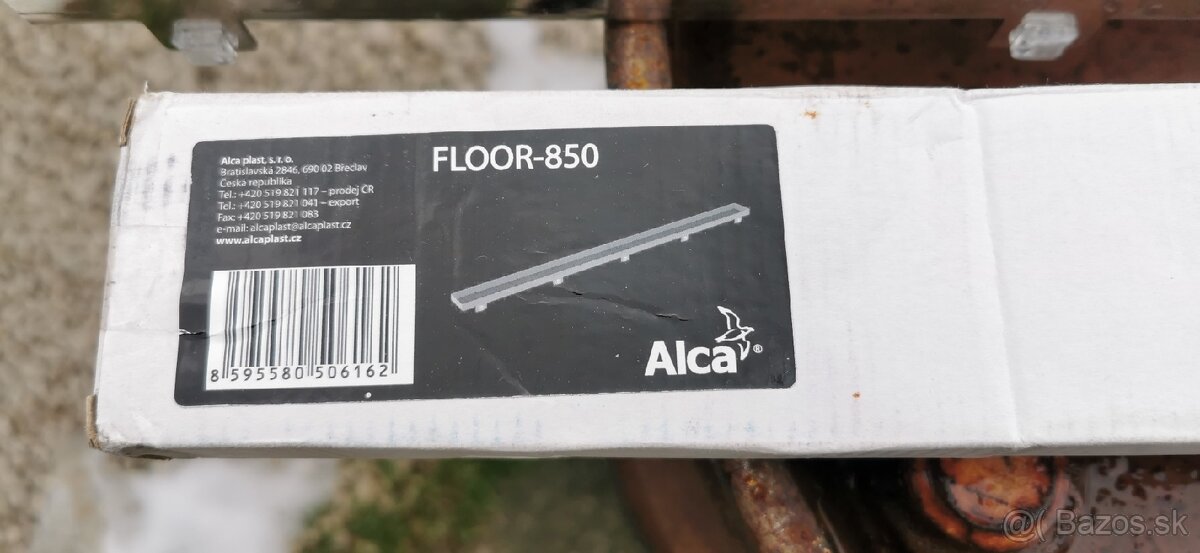 Alca plast, s. r. o.
Bratislavská 2846, 690 02 Břeclav
Česká republika
Tel.: +420 519 821 117 – prodej ČR
Tel.: +420 519 821 041 – export
Fax: +420 519 821 083
e-mail: alcaplast@alcaplast.cz
www.alcaplast.cz
FLOOR-850
8 595580 506162
Alca®
@( Bazos.sk